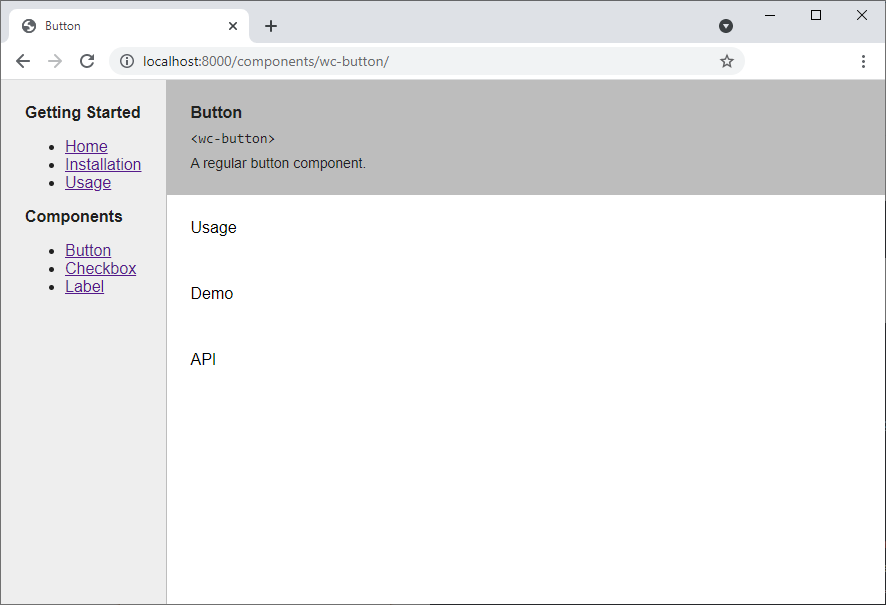 Button
localhost:8000/components/wc-button/
Getting Started
Home
Installation
Usage
Components
Button
Checkbox
Label
Button
<wc-button>
A regular button component.
Usage
Demo
API